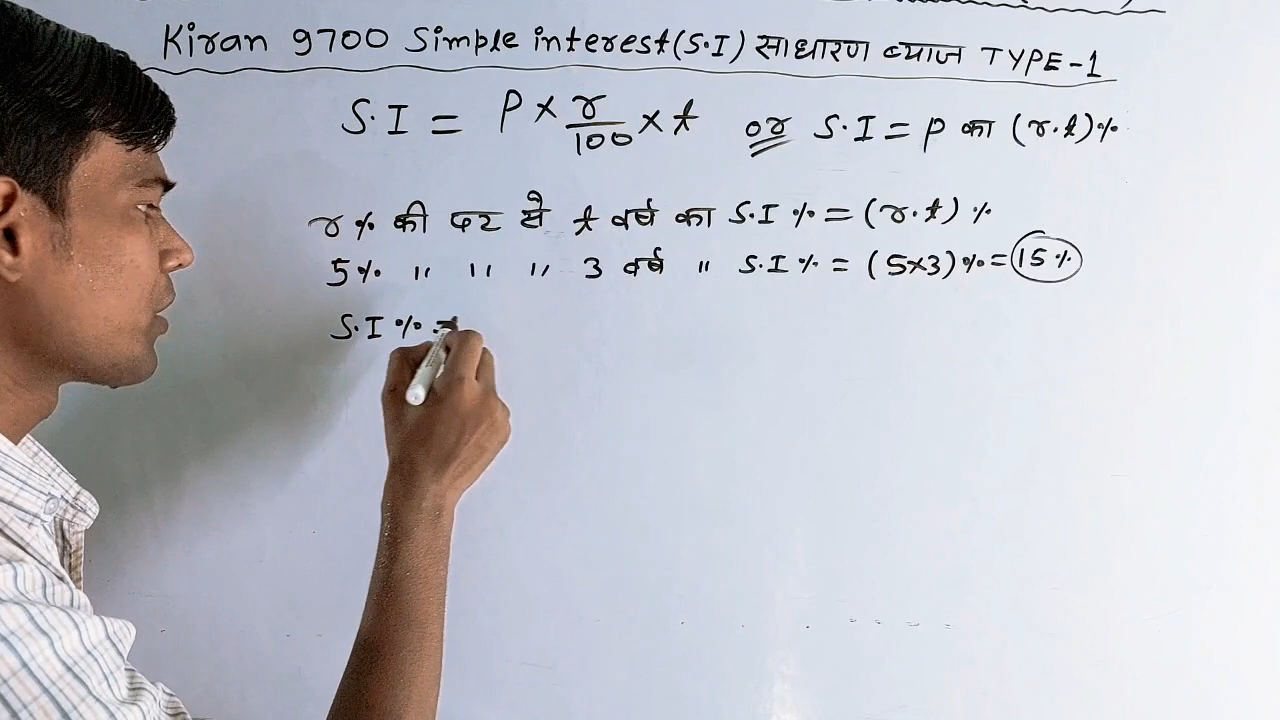 Kiran 9700 Simple interest(S.I) साधारण ब्याज TYPE-1
S.I = P × r/100 × t or S.I = P का (r.t)%
r% की दर से t वर्ष का S.I% = (r.t)%
5% " " " 3 वर्ष " S.I% = (5×3)% = 15%
S.I% =